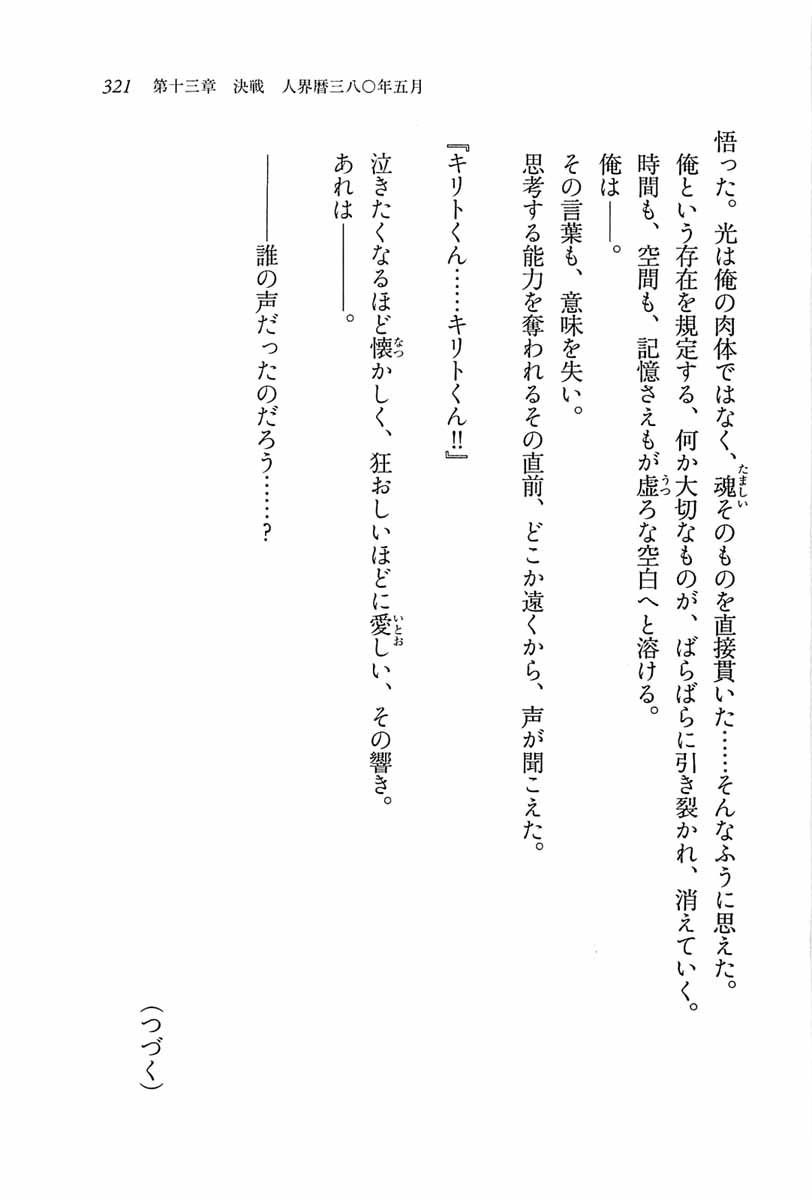 321　第十三章　決戦　人界暦三八〇年五月
悟った。光は俺の肉体ではなく、魂そのものを直接貫いた……そんなふうに思えた。
俺という存在を規定する、何か大切なものが、ばらばらに引き裂かれ、消えていく。
時間も、空間も、記憶さえもが虚ろな空白へと溶ける。
俺は——。
その言葉も、意味を失い。
思考する能力を奪われるその直前、どこか遠くから、声が聞こえた。
『キリトくん……キリトくん!!』
泣きたくなるほど懐かしく、狂おしいほどに愛しい、その響き。
あれは————。
————誰の声だったのだろう……?
（つづく）